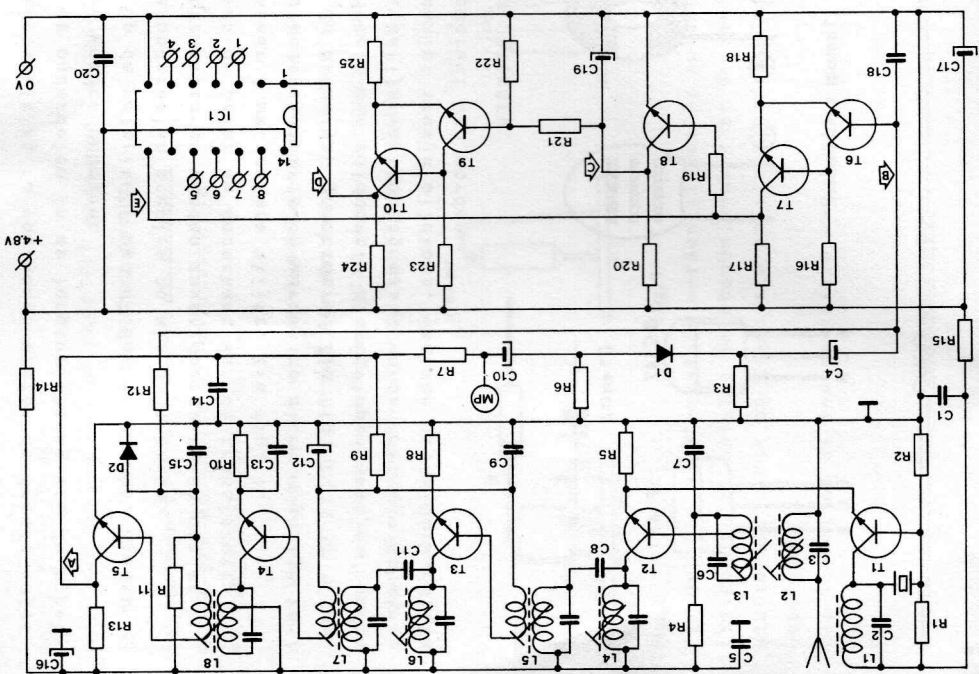 C16
R13
L8
L7
L6
L5
L4
C5
L1
R11
R4
L3
L2
C2
R1
A
T5
T4
C11
T3
C8
T2
C6
C3
T1
D2
C15
R10
C13
C12
R9
R8
C9
R5
C7
R2
R14
R12
C14
R7
MP
C10
R6
D1
R3
C4
C1
R15
+4,8V
R24
R23
R20
R17
R16
E
5
6
7
8
D
T10
C
R19
T7
B
14
IC1
T9
R21
T8
T6
1
0V
C20
4
3
2
1
R25
R22
C19
R18
C18
C17